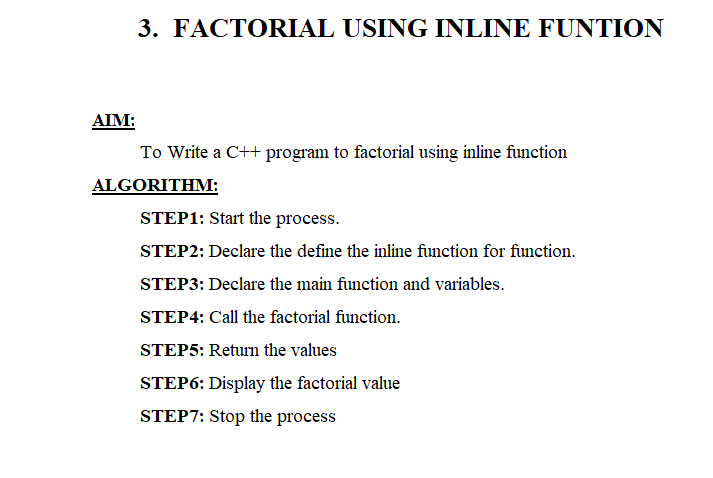 3. FACTORIAL USING INLINE FUNTION
AIM:
To Write a C++ program to factorial using inline function
ALGORITHM:
STEP1: Start the process.
STEP2: Declare the define the inline function for function.
STEP3: Declare the main function and variables.
STEP4: Call the factorial function.
STEP5: Return the values
STEP6: Display the factorial value
STEP7: Stop the process